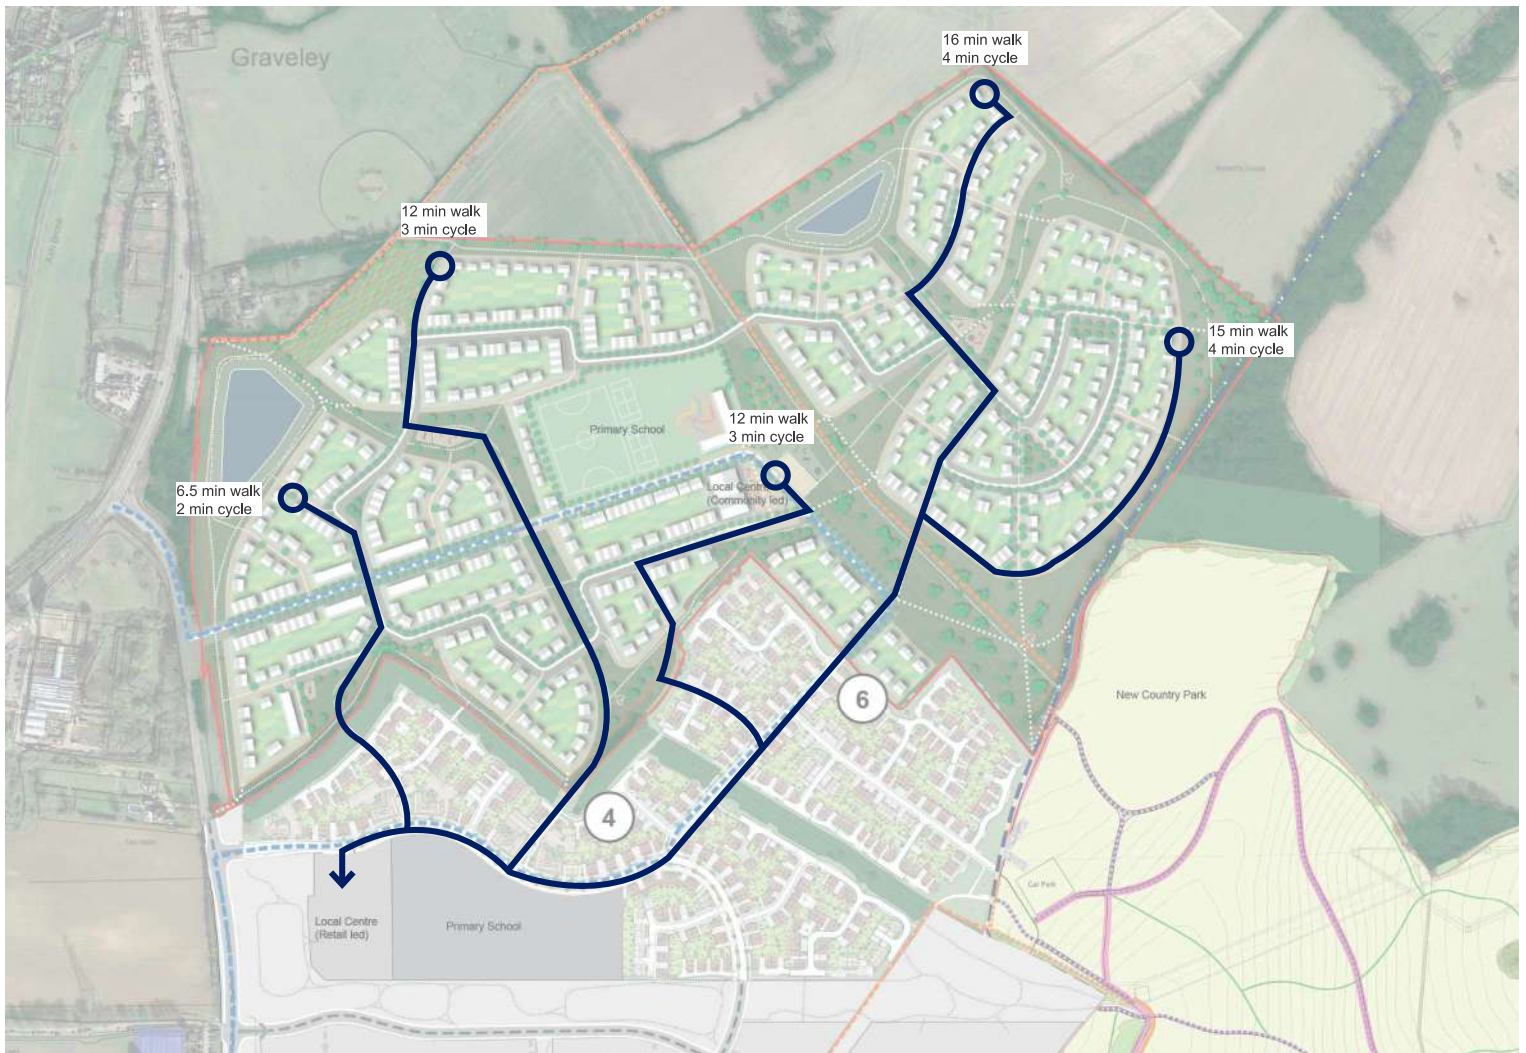 16 min walk
4 min cycle
Graveley
12 min walk
3 min cycle
15 min walk
4 min cycle
12 min walk
3 min cycle
Primary School
6.5 min walk
2 min cycle
Local Centre
(Community led)
6
New Country Park
4
Car Park
Local Centre
(Retail led)
Primary School